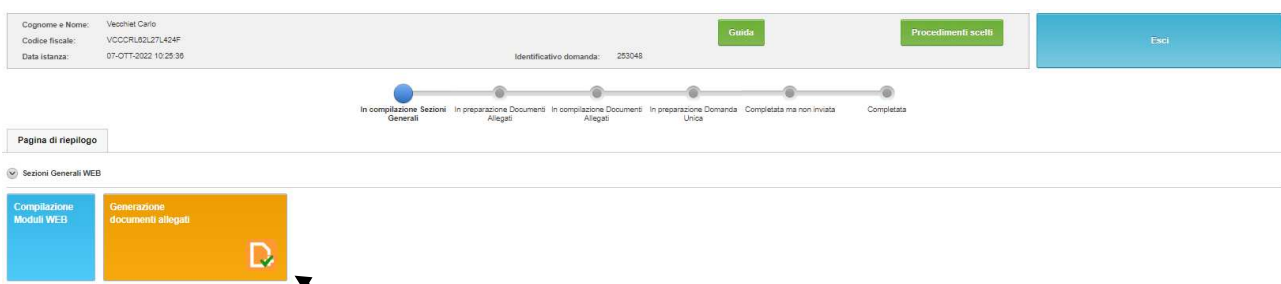 Cognome e Nome: Vecchiet Carlo
Codice fiscale: VCCCRL62L27L424F
Data istanza: 07-OTT-2022 10:25:36
Identificativo domanda: 253048
Guida
Procedimenti scelti
Esci
In compilazione Sezioni Generali
In preparazione Documenti Allegati
In compilazione Documenti Allegati
In preparazione Domanda Unica
Completata ma non inviata
Completata
Pagina di riepilogo
Sezioni Generali WEB
Compilazione
Moduli WEB
Generazione
documenti allegati